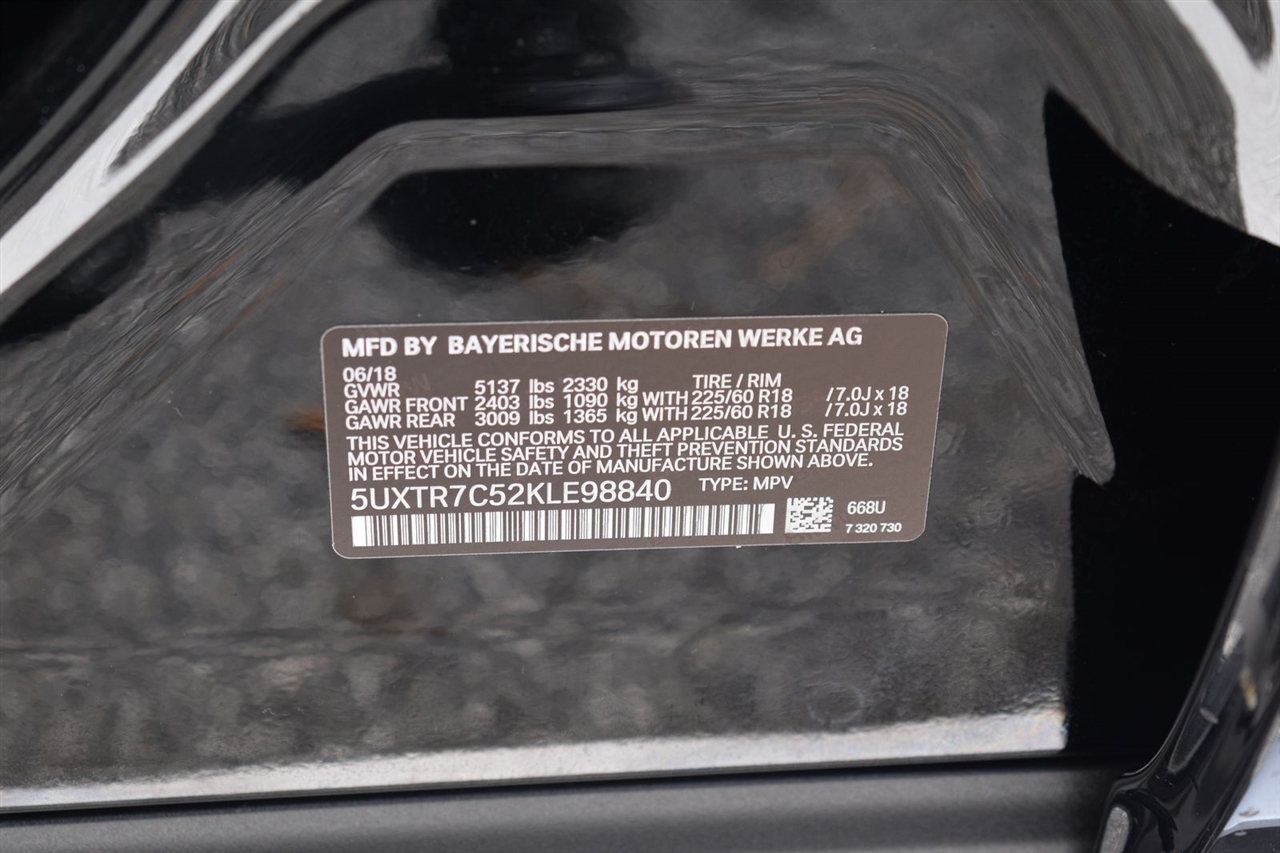 MFD BY BAYERISCHE MOTOREN WERKE AG
06/18 TIRE / RIM
GVWR 5137 lbs 2330 kg
GAWR FRONT 2403 lbs 1090 kg WITH 225/60 R18 /7.0J x 18
GAWR REAR 3009 lbs 1365 kg WITH 225/60 R18 /7.0J x 18
THIS VEHICLE CONFORMS TO ALL APPLICABLE U. S. FEDERAL
MOTOR VEHICLE SAFETY AND THEFT PREVENTION STANDARDS
IN EFFECT ON THE DATE OF MANUFACTURE SHOWN ABOVE.
5UXTR7C52KLE98840 TYPE: MPV
668U
7 320 730